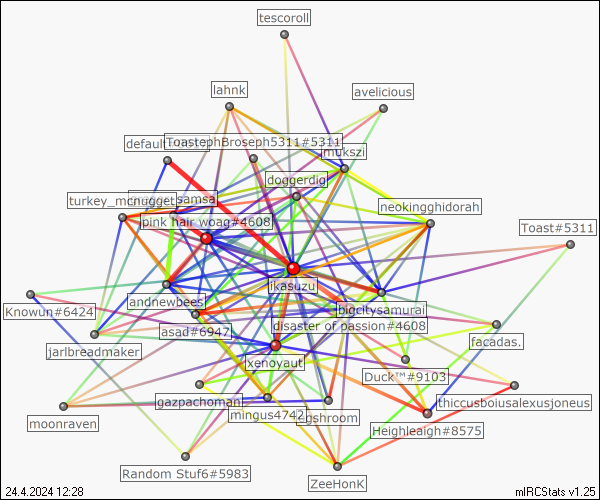 tescoroll
lahnk
avelicious
default
ToastephBroseph5311#5311
mukszi
doggerdig
turkey_mcnugget
samsa
neokingghidorah
pink hair woag#4608
Toast#5311
ikasuzu
andnewbees
bigcitysamurai
Knowun#6424
asad#6947
disaster of passion#4608
facadas.
jarlbreadmaker
xenoyaut
Duck™#9103
gazpachoman
thiccusboiusalexusjoneus
moonraven
mingus4742
gshroom
Heighleaigh#8575
Random Stuf6#5983
ZeeHonK
24.4.2024 12:28
mIRCStats v1.25